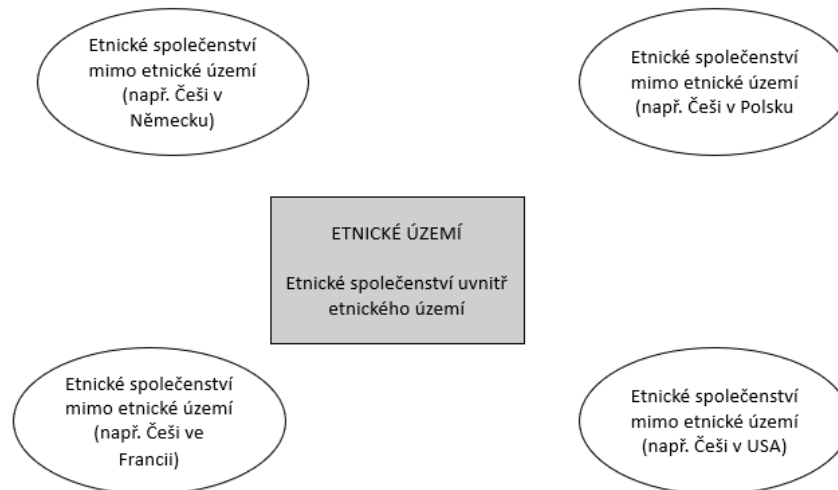 Etnické společenství
mimo etnické území
(např. Češi v
Německu)
Etnické společenství
mimo etnické území
(např. Češi v Polsku
ETNICKÉ ÚZEMÍ
Etnické společenství uvnitř
etnického území
Etnické společenství
mimo etnické území
(např. Češi ve
Francii)
Etnické společenství
mimo etnické území
(např. Češi v USA)